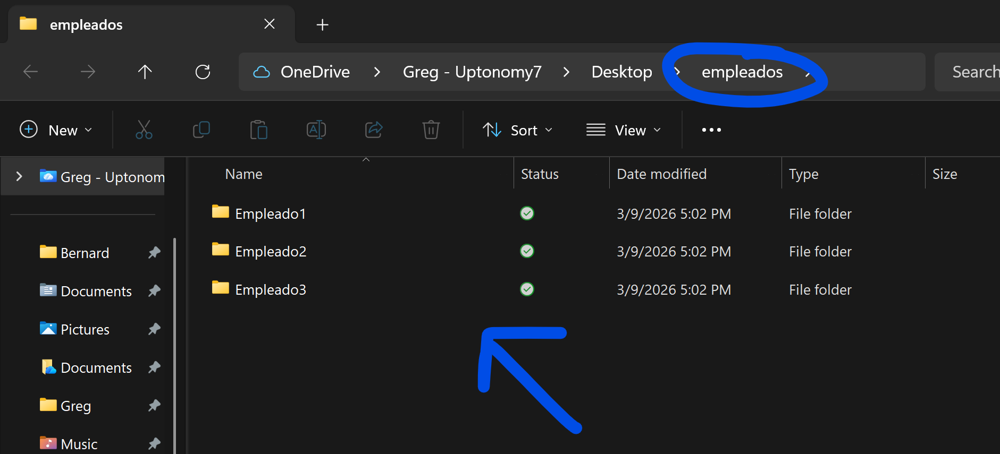 empleados
OneDrive > Greg - Uptonomy7 > Desktop > empleados >
Search
New
Sort
View
Greg - Uptonom
Name Status Date modified Type Size
Empleado1 3/9/2026 5:02 PM File folder
Empleado2 3/9/2026 5:02 PM File folder
Empleado3 3/9/2026 5:02 PM File folder
Bernard
Documents
Pictures
Documents
Greg
Music